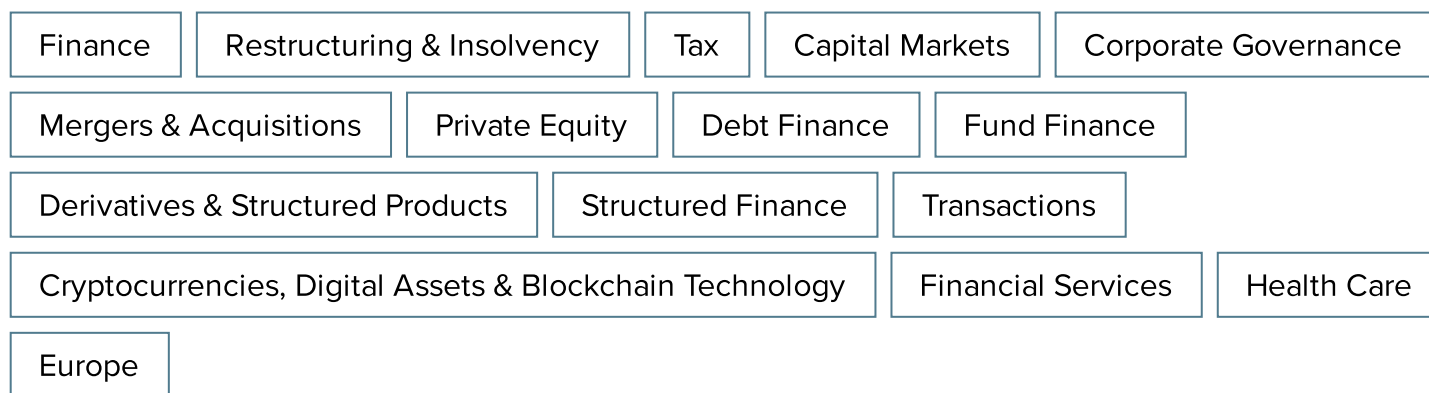 Finance Restructuring & Insolvency Tax Capital Markets Corporate Governance
Mergers & Acquisitions Private Equity Debt Finance Fund Finance
Derivatives & Structured Products Structured Finance Transactions
Cryptocurrencies, Digital Assets & Blockchain Technology Financial Services Health Care
Europe